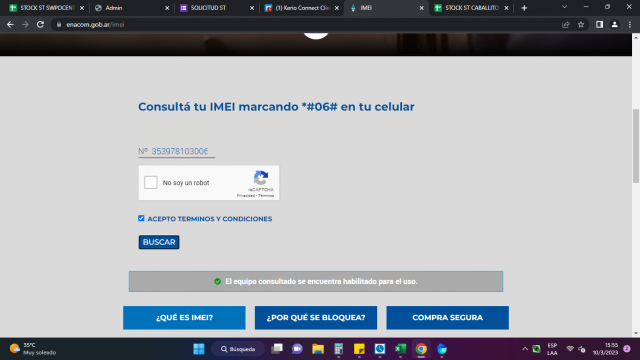 STOCK ST SWPOCENT
Admin
SOLICITUD ST
(1) Kerio Connect Clie
IMEI
STOCK ST CABALLITO
enacom.gob.ar/imei
Consultá tu IMEI marcando *#06# en tu celular
Nº 35397810300
No soy un robot
reCAPTCHA
Privacidad - Términos
ACEPTO TERMINOS Y CONDICIONES
BUSCAR
El equipo consultado se encuentra habilitado para el uso.
¿QUÉ ES IMEI?
¿POR QUÉ SE BLOQUEA?
COMPRA SEGURA
35°C
Muy soleado
Búsqueda
ESP
LAA
15:55
10/3/2023